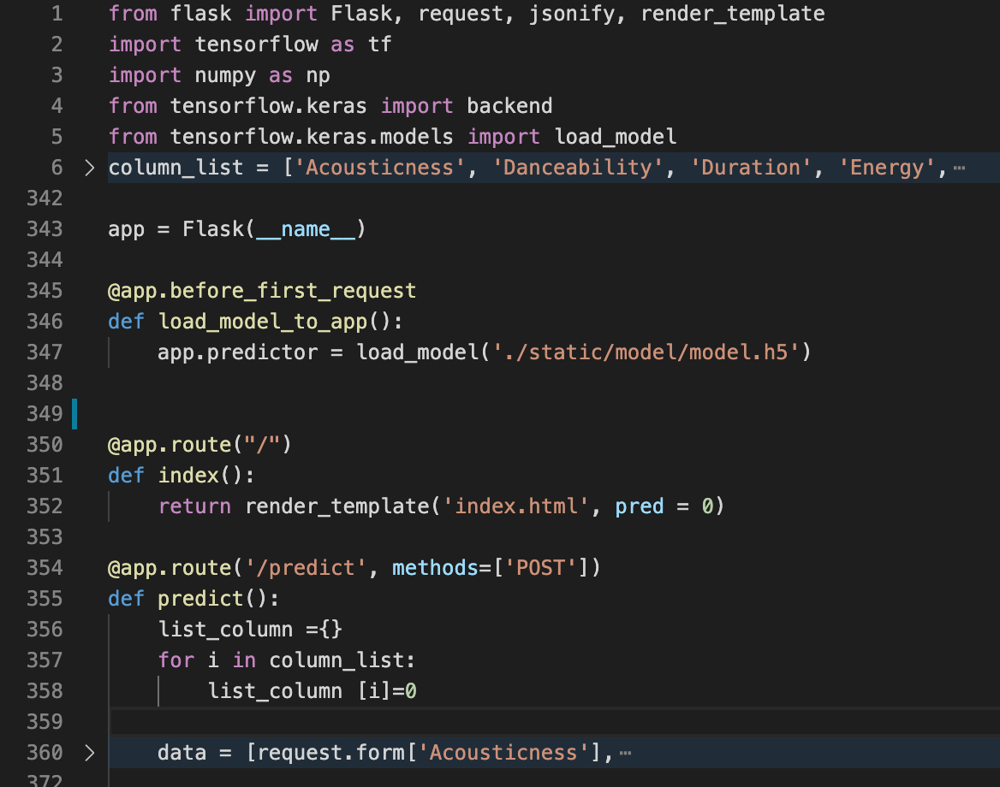 1 from flask import Flask, request, jsonify, render_template
2 import tensorflow as tf
3 import numpy as np
4 from tensorflow.keras import backend
5 from tensorflow.keras.models import load_model
6 > column_list = ['Acousticness', 'Danceability', 'Duration', 'Energy',⋯
342
343 app = Flask(__name__)
344
345 @app.before_first_request
346 def load_model_to_app():
347     app.predictor = load_model('./static/model/model.h5')
348
349
350 @app.route("/")
351 def index():
352     return render_template('index.html', pred = 0)
353
354 @app.route('/predict', methods=['POST'])
355 def predict():
356     list_column ={}
357     for i in column_list:
358         list_column [i]=0
359
360 >     data = [request.form['Acousticness'],⋯
372